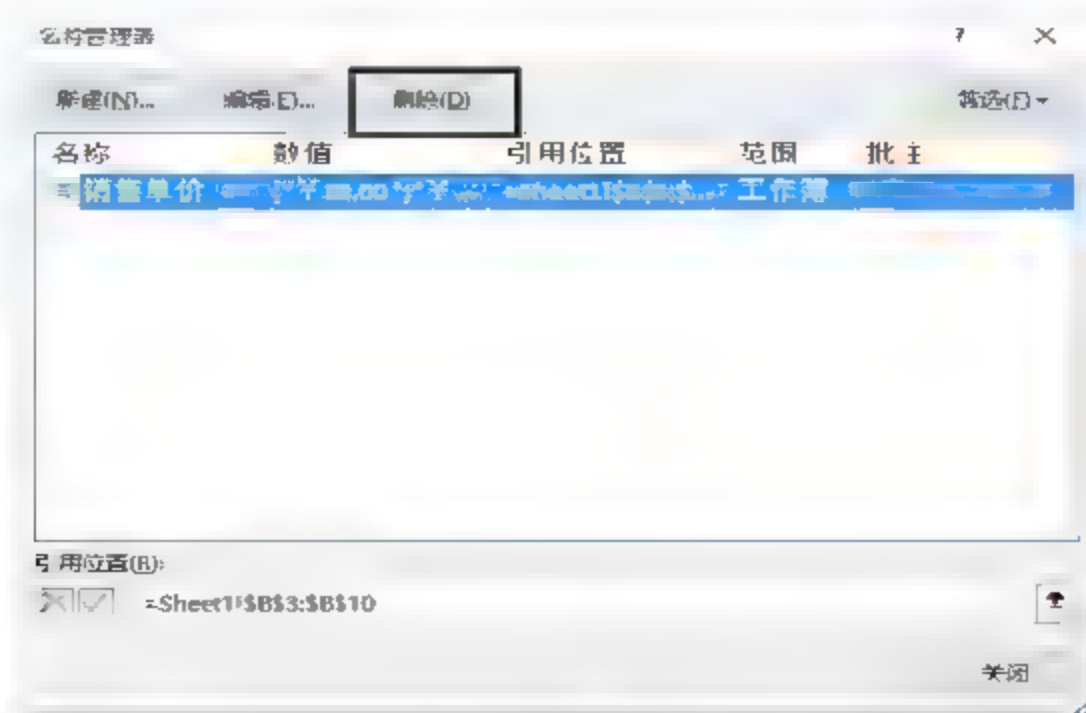 名称管理器 ?
新建(N)... 编辑(E)... 删除(D) 筛选(F)
名称 数值 引用位置 范围 批注
销售单价 工作簿
引用位置(R):
=Sheet1!$B$3:$B$10
关闭